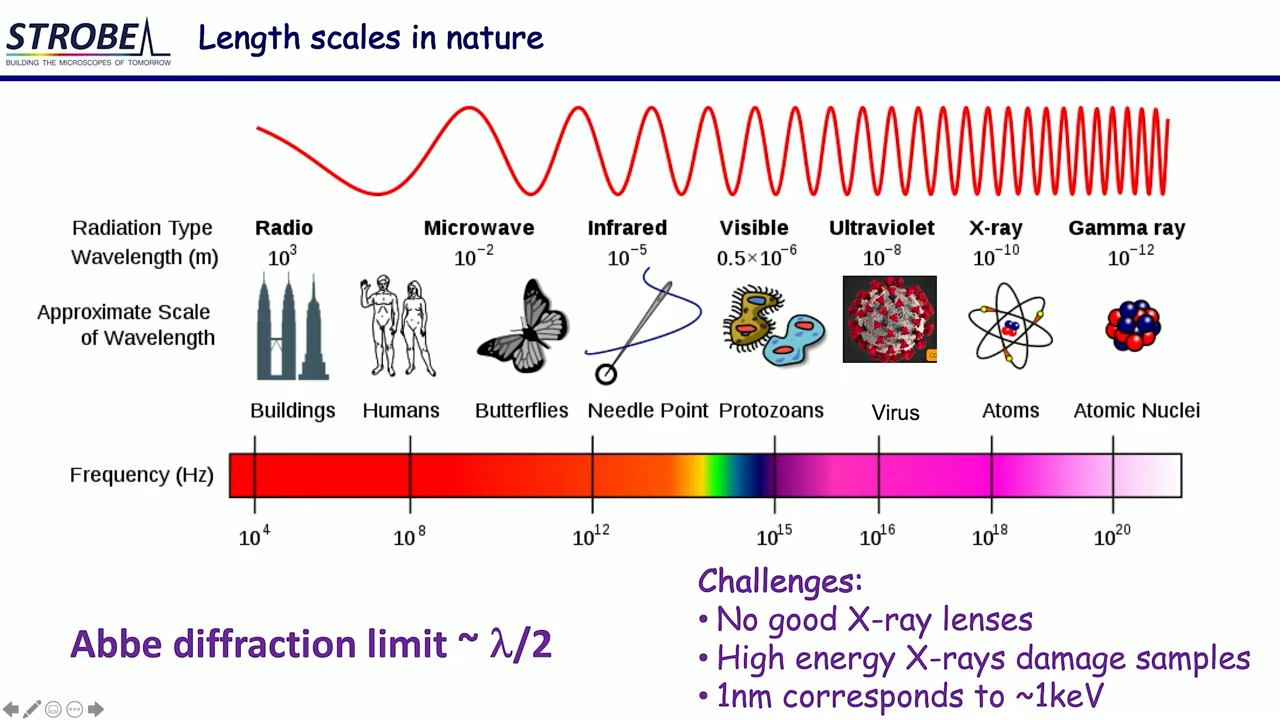 STROBE
BUILDING THE MICROSCOPES OF TOMORROW
Length scales in nature
Radiation Type Radio Microwave Infrared Visible Ultraviolet X-ray Gamma ray
Wavelength (m) 10³ 10⁻² 10⁻⁵ 0.5×10⁻⁶ 10⁻⁸ 10⁻¹⁰ 10⁻¹²
Approximate Scale
of Wavelength
Buildings Humans Butterflies Needle Point Protozoans Virus Atoms Atomic Nuclei
Frequency (Hz)
10⁴ 10⁸ 10¹² 10¹⁵ 10¹⁶ 10¹⁸ 10²⁰
Abbe diffraction limit ~ λ/2
Challenges:
• No good X-ray lenses
• High energy X-rays damage samples
• 1nm corresponds to ~1keV